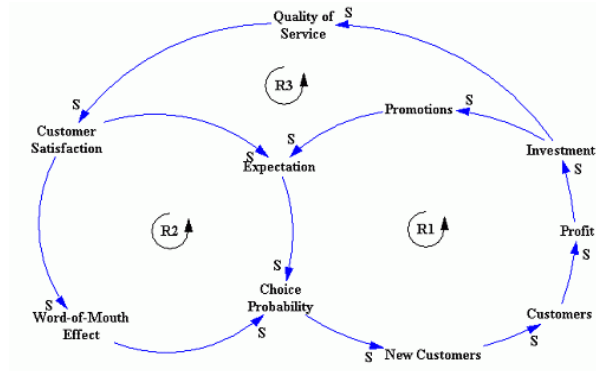 Quality of
Service
S
S
R3
S
Promotions
S
S
Customer
Satisfaction
S
Expectation
Investment
S
R2
R1
Profit
S
S
Choice
Probability
S
Word-of-Mouth
Effect
S
Customers
S
S
New Customers